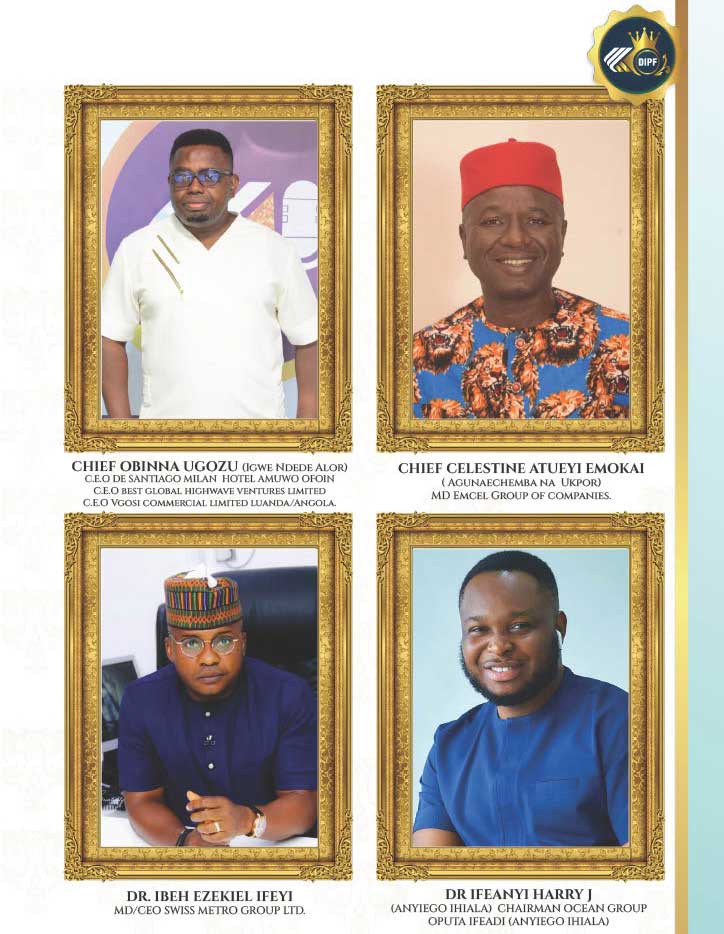 DIPF
CHIEF OBINNA UGOZU (Igwe Ndede Alor)
C.E.O DE SANTIAGO MILAN HOTEL AMUWO OFOIN
C.E.O BEST GLOBAL HIGHWAVE VENTURES LIMITED
C.E.O VGOSI COMMERCIAL LIMITED LUANDA/ANGOLA.
CHIEF CELESTINE ATUEYI EMOKAI
( AGUNAECHEMBA NA UKPOR)
MD EMCEL GROUP OF COMPANIES.
DR. IBEH EZEKIEL IFEYI
MD/CEO SWISS METRO GROUP LTD.
DR IFEANYI HARRY J
(ANYIEGO IHIALA) CHAIRMAN OCEAN GROUP
OPUTA IFEADI (ANYIEGO IHIALA)